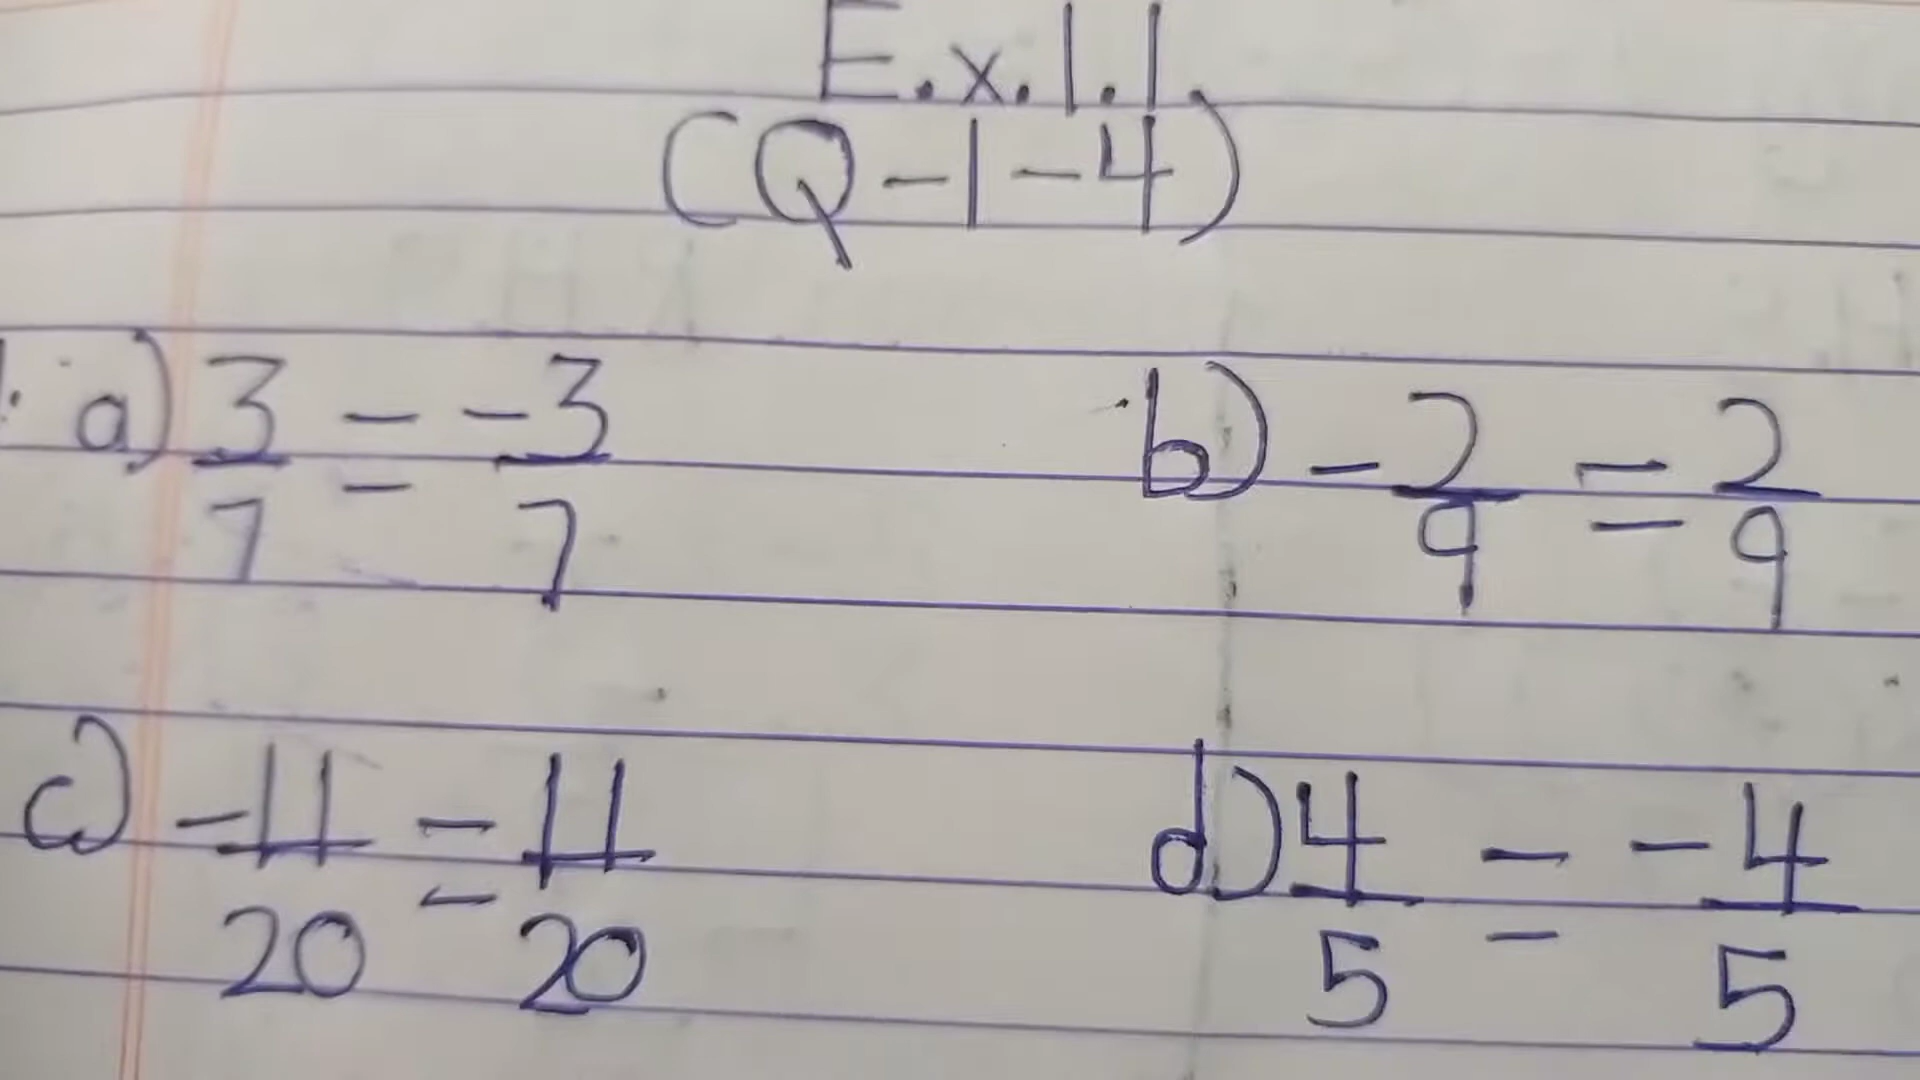 E.x.1.1.
(Q-1-4)
1. a) 3/7 = -3/7 b) -2/9 = 2/9
c) -11/20 = 11/20 d) 4/5 = -4/5